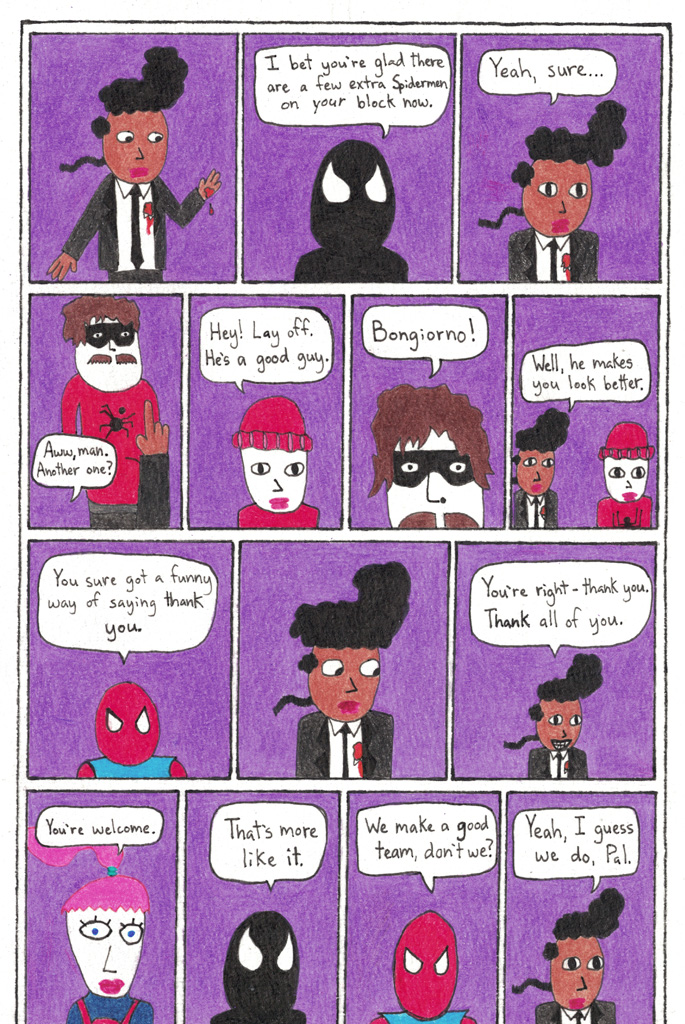 I bet you're glad there
are a few extra Spidermen
on your block now.
Yeah, sure...
Aww, man.
Another one?
Hey! Lay off.
He's a good guy.
Bongiorno!
Well, he makes
you look better.
You sure got a funny
way of saying thank
you.
You're right - thank you.
Thank all of you.
You're welcome.
That's more
like it.
We make a good
team, don't we?
Yeah, I guess
we do, Pal.